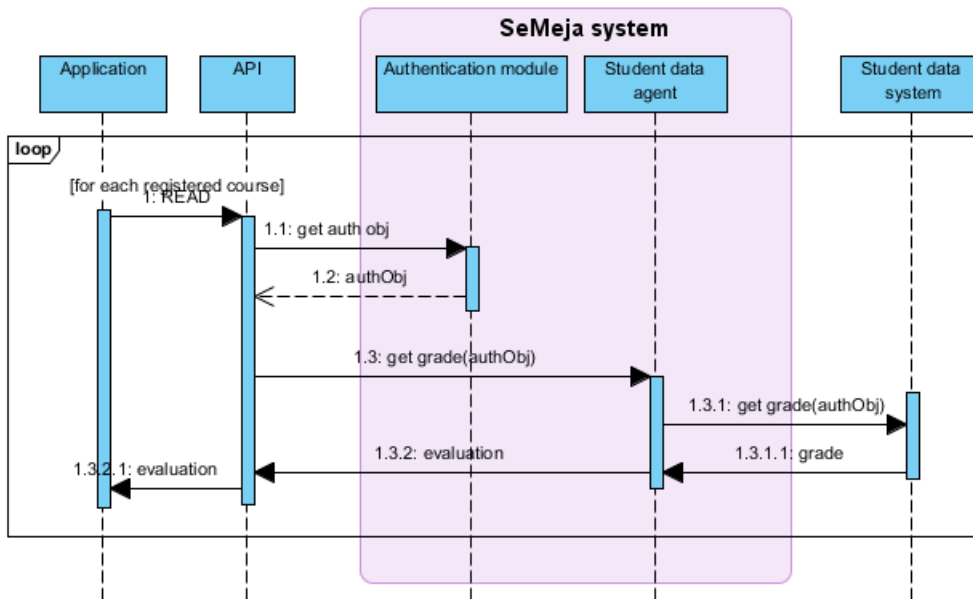 SeMeja system
Application
API
Authentication module
Student data
agent
Student data
system
loop
[for each registered course]
1: READ
1.1: get auth obj
1.2: authObj
1.3: get grade(authObj)
1.3.1: get grade(authObj)
1.3.1.1: grade
1.3.2: evaluation
1.3.2.1: evaluation